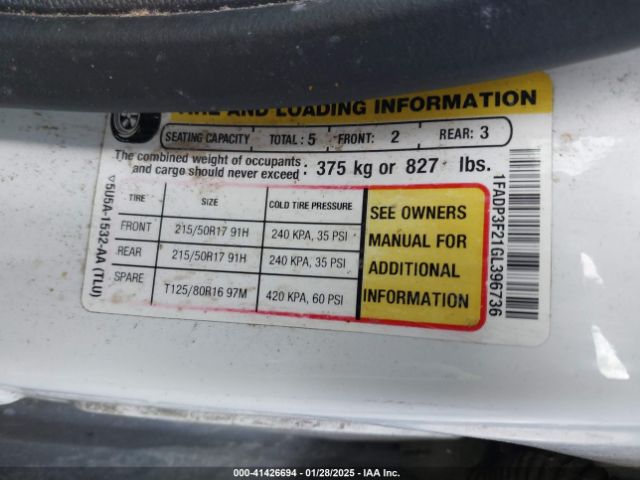 TIRE AND LOADING INFORMATION
SEATING CAPACITY TOTAL: 5 FRONT: 2 REAR: 3
The combined weight of occupants and cargo should never exceed : 375 kg or 827 lbs.
TIRE SIZE COLD TIRE PRESSURE
FRONT 215/50R17 91H 240 KPA, 35 PSI
REAR 215/50R17 91H 240 KPA, 35 PSI
SPARE T125/80R16 97M 420 KPA, 60 PSI
SEE OWNERS
MANUAL FOR
ADDITIONAL
INFORMATION
5U5A-1532-AA (TLU)
1FADP3F21GL396736
000-41426694 - 01/28/2025 - IAA Inc.